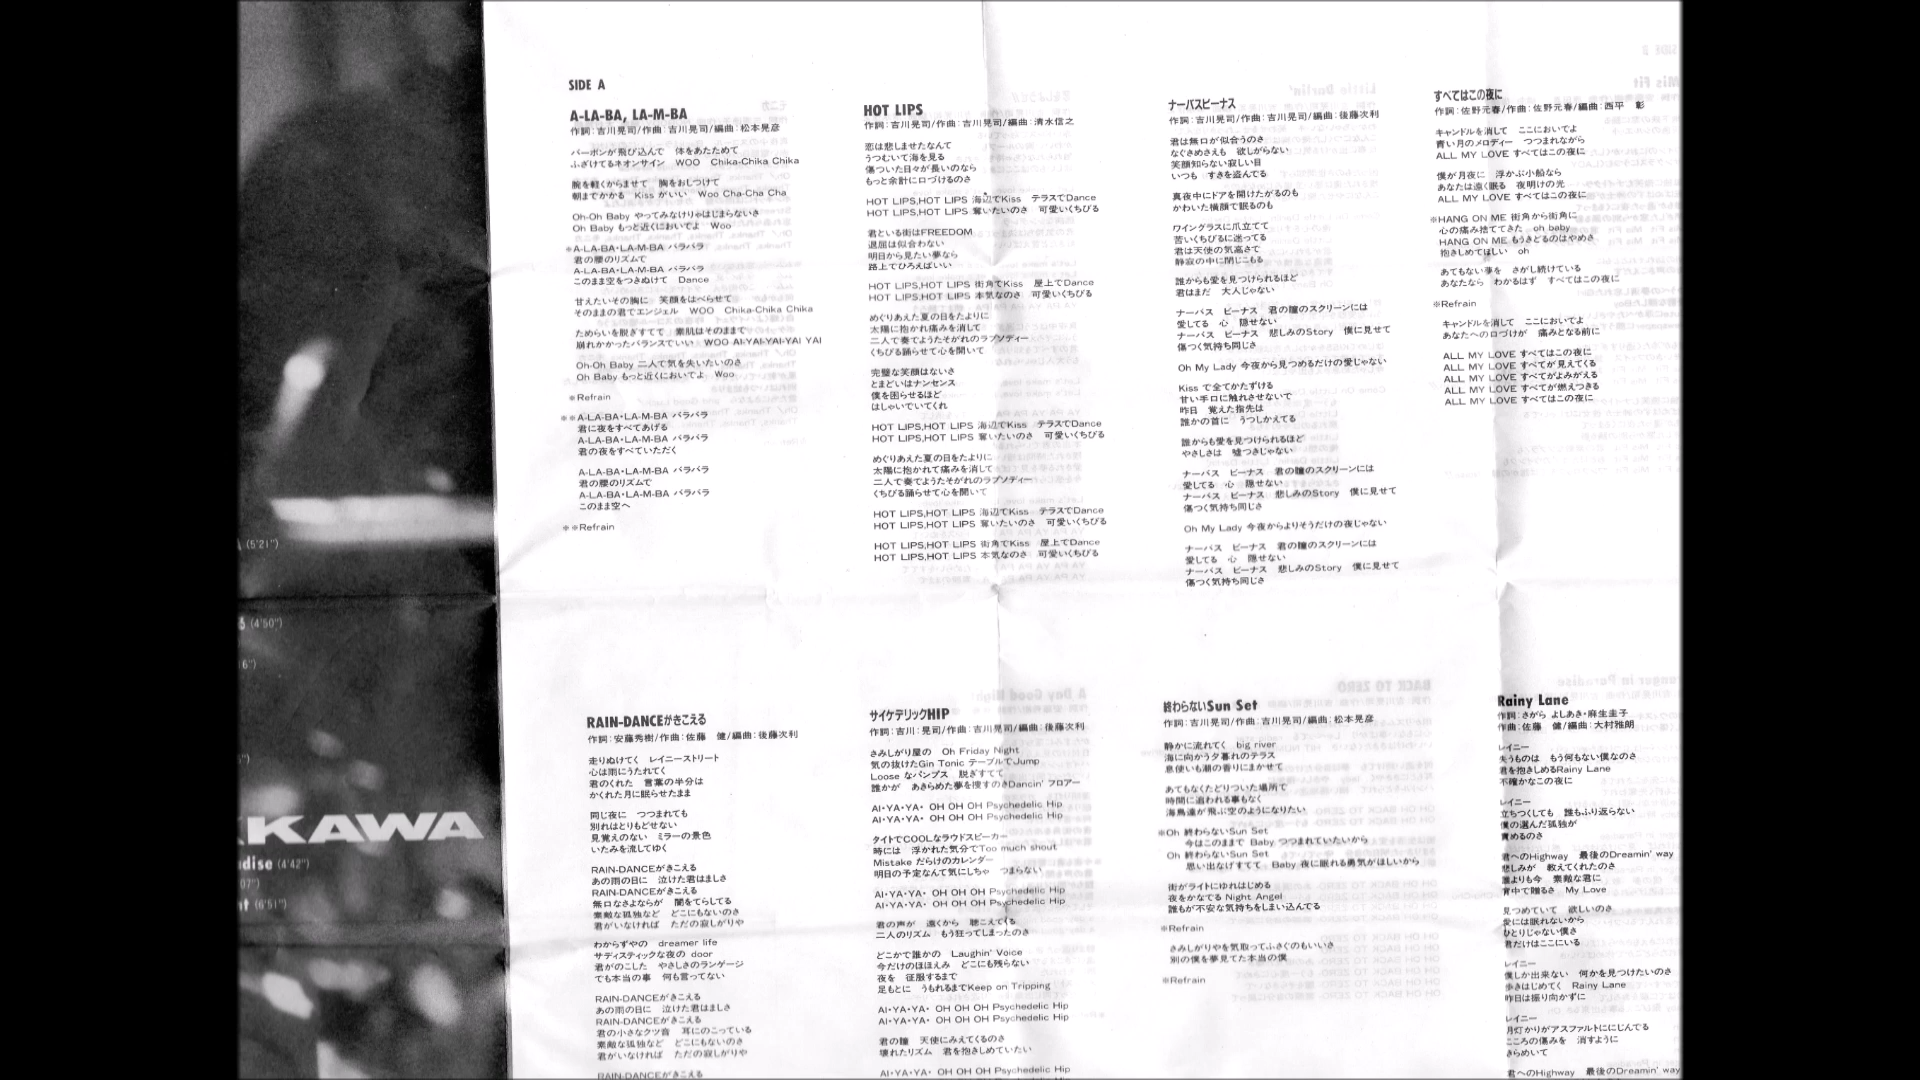 SIDE A
A-LA-BA, LA-M-BA
作詞:吉川晃司/作曲:吉川晃司/編曲:松本晃彦
バーボンが飛び込んで　体をあたためて
ふざけてるネオンサイン　WOO　Chika-Chika Chika
腕を軽くからませて　胸をおしつけて
朝までかかる　Kiss がいい　Woo Cha-Cha Cha
Oh-Oh Baby やってみなけりゃはじまらないさ
Oh Baby もっと近くにおいでよ　Woo
※A-LA-BA・LA-M-BA バラバラ
君の腰のリズムで
A-LA-BA・LA-M-BA バラバラ
このまま空をつきぬけて　Dance
甘えたいその胸に　笑顔をはべらせて
そのままの君でエンジェル　WOO　Chika-Chika Chika
ためらいを脱ぎすてて　素肌はそのままで
崩れかかったバランスでいい　WOO AI-YAI-YAI-YAI YAI
Oh-Oh Baby 二人で気を失いたいのさ
Oh Baby もっと近くにおいでよ　Woo
※Refrain
※※A-LA-BA・LA-M-BA バラバラ
君に夜をすべてあげる
A-LA-BA・LA-M-BA バラバラ
君の夜をすべていただく
A-LA-BA・LA-M-BA バラバラ
君の腰のリズムで
A-LA-BA・LA-M-BA バラバラ
このまま空へ
※※Refrain
HOT LIPS
作詞:吉川晃司/作曲:吉川晃司/編曲:清水信之
恋は悲しませたなんて
うつむいて海を見る
傷ついた日々が長いのなら
もっと余計に口づけるのさ
HOT LIPS,HOT LIPS 海辺でKiss　テラスでDance
HOT LIPS,HOT LIPS 奪いたいのさ　可愛いくちびる
君といる街はFREEDOM
退屈は似合わない
明日から見たい夢なら
路上でひろえばいい
HOT LIPS,HOT LIPS 街角でKiss　屋上でDance
HOT LIPS,HOT LIPS 本気なのさ　可愛いくちびる
めぐりあえた夏の日をたよりに
太陽に抱かれ痛みを消して
二人で奏でようたそがれのラプソディー
くちびる踊らせて心を開いて
完璧な笑顔はないさ
とまどいはナンセンス
僕を困らせるほど
はしゃいでいてくれ
HOT LIPS,HOT LIPS 海辺でKiss　テラスでDance
HOT LIPS,HOT LIPS 奪いたいのさ　可愛いくちびる
めぐりあえた夏の日をたよりに
太陽に抱かれて痛みを消して
二人で奏でようたそがれのラプソディー
くちびる踊らせて心を開いて
HOT LIPS,HOT LIPS 海辺でKiss　テラスでDance
HOT LIPS,HOT LIPS 奪いたいのさ　可愛いくちびる
HOT LIPS,HOT LIPS 街角でKiss　屋上でDance
HOT LIPS,HOT LIPS 本気なのさ　可愛いくちびる
ナーバスビーナス
作詞:吉川晃司/作曲:吉川晃司/編曲:後藤次利
君は無口が似合うのさ
なぐさめさえも　欲しがらない
笑顔知らない寂しい目
いつも　すきを盗んでる
真夜中にドアを開けたがるのも
かわいた横顔で眠るのも
ワイングラスに爪立てて
苦いくちびるに迷ってる
君は天使の気高さで
静寂の中に閉じこもる
誰からも愛を見つけられるほど
君はまだ　大人じゃない
ナーバス　ビーナス　君の瞳のスクリーンには
愛してる　心　隠せない
ナーバス　ビーナス　悲しみのStory　僕に見せて
傷つく気持ち同じさ
Oh My Lady 今夜から見つめるだけの愛じゃない
Kiss で全てかたずける
甘い手口に触れさせないで
昨日　覚えた指先は
誰かの首に　うつしかえてる
誰からも愛を見つけられるほど
やさしさは　嘘つきじゃない
ナーバス　ビーナス　君の瞳のスクリーンには
愛してる　心　隠せない
ナーバス　ビーナス　悲しみのStory　僕に見せて
傷つく気持ち同じさ
Oh My Lady 今夜からよりそうだけの夜じゃない
ナーバス　ビーナス　君の瞳のスクリーンには
愛してる　心　隠せない
ナーバス　ビーナス　悲しみのStory　僕に見せて
傷つく気持ち同じさ
すべてはこの夜に
作詞:佐野元春/作曲:佐野元春/編曲:西平　彰
キャンドルを消して　ここにおいでよ
青い月のメロディー　つつまれながら
ALL MY LOVE すべてはこの夜に
僕が月夜に　浮かぶ小船なら
あなたは遠く眠る　夜明けの光
ALL MY LOVE すべてはこの夜に
※HANG ON ME 街角から街角に
心の痛み捨ててきた　oh baby
HANG ON ME もうきどるのはやめさ
抱きしめてほしい　oh
あてもない夢を　さがし続けている
あなたなら　わかるはず　すべてはこの夜に
※Refrain
キャンドルを消して　ここにおいでよ
あなたへの口づけが　痛みとなる前に
ALL MY LOVE すべてはこの夜に
ALL MY LOVE すべてが見えてくる
ALL MY LOVE すべてがよみがえる
ALL MY LOVE すべてが燃えつきる
ALL MY LOVE すべてはこの夜に
(5'21")
(4'50")
6")
")
KAWA
adise (4'42")
07")
nt (6'51")
RAIN-DANCEがきこえる
作詞:安藤秀樹/作曲:佐藤　健/編曲:後藤次利
走りぬけてく　レイニーストリート
心は雨にうたれてく
君のくれた　言葉の半分は
かくれた月に眠らせたまま
同じ夜に　つつまれても
別れはとりもどせない
見覚えのない　ミラーの景色
いたみを流してゆく
RAIN-DANCEがきこえる
あの雨の日に　泣けた君はましさ
RAIN-DANCEがきこえる
無口なさよならが　闇をてらしてる
素敵な孤独など　どこにもないのさ
君がいなければ　ただの寂しがりや
わからずやの　dreamer life
サディスティックな夜の door
君がのこした　やさしさのランゲージ
でも本当の事　何も言ってない
RAIN-DANCEがきこえる
あの雨の日に　泣けた君はましさ
RAIN-DANCEがきこえる
君の小さなクツ音　耳にのこっている
素敵な孤独など　どこにもないのさ
君がいなければ　ただの寂しがりや
RAIN-DANCEがきこえる
サイケデリックHIP
作詞:吉川:晃司/作曲:吉川晃司/編曲:後藤次利
さみしがり屋の　Oh Friday Night
気の抜けたGin Tonic テーブルでJump
Loose なパンプス　脱ぎすてて
誰かが　あきらめた夢を捜すのさDancin' フロアー
AI・YA・YA・ OH OH OH Psychedelic Hip
AI・YA・YA・ OH OH OH Psychedelic Hip
タイトでCOOLなラウドスピーカー
時には　浮かれた気分でToo much shout
Mistake だらけのカレンダー
明日の予定なんて気にしちゃ　つまらない
AI・YA・YA・ OH OH OH Psychedelic Hip
AI・YA・YA・ OH OH OH Psychedelic Hip
君の声が　遠くから　聴こえてくる
二人のリズム　もう狂ってしまったのさ
どこかで誰かの　Laughin' Voice
今だけのほほえみ　どこにも残らない
夜を　征服するまで
足もとに　うもれるまでKeep on Tripping
AI・YA・YA・ OH OH OH Psychedelic Hip
AI・YA・YA・ OH OH OH Psychedelic Hip
君の瞳　天使にみえてくるのさ
壊れたリズム　君を抱きしめていたい
AI・YA・YA・ OH OH OH Psychedelic Hip
終わらないSun Set
作詞:吉川晃司/作曲:吉川晃司/編曲:松本晃彦
静かに流れてく　big river
海に向かう夕暮れのテラス
息使いも潮の香りにまかせて
あてもなくたどりついた場所で
時間に追われる事もなく
海鳥達が飛ぶ空のようになりたい
※Oh 終わらないSun Set
今はこのままで Baby つつまれていたいから
Oh 終わらないSun Set
思い出なげすてて　Baby 夜に眠れる勇気がほしいから
街がライトにゆれはじめる
夜をかなでる Night Angel
誰もが不安な気持ちをしまい込んでる
※Refrain
さみしがりやを気取ってふさぐのもいいさ
別の僕を夢見てた本当の僕
※Refrain
Rainy Lane
作詞:さがら よしあき・麻生圭子
作曲:佐藤　健/編曲:大村雅朗
レイニー
失うものは　もう何もない僕なのさ
君を抱きしめるRainy Lane
不確かなこの夜に
レイニー
立ちつくしても　誰もふり返らない
僕の選んだ孤独が
責めるのさ
君へのHighway　最後のDreamin' way
悲しみが　教えてくれたのさ
誰よりも今　素敵な君に
背中で贈るさ　My Love
見つめていて　欲しいのさ
愛には眠れないから
ひとりじゃない僕さ
君だけはここにいる
レイニー
僕しか出来ない　何かを見つけたいのさ
歩きはじめてく　Rainy Lane
昨日は振り向かずに
レイニー
月灯かりがアスファルトににじんでる
こころの傷みを　消すように
きらめいて
君へのHighway　最後のDreamin' way